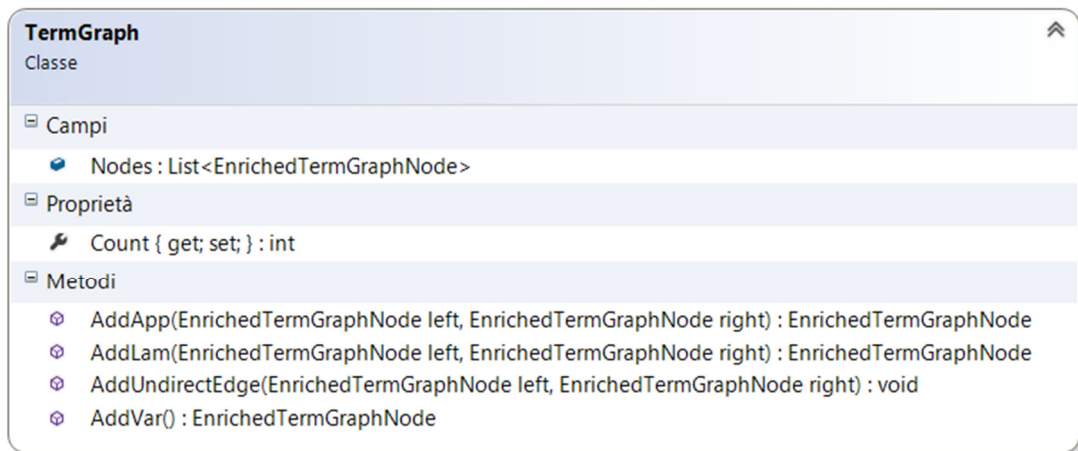 TermGraph
Classe
Campi
Nodes : List<EnrichedTermGraphNode>
Proprietà
Count { get; set; } : int
Metodi
AddApp(EnrichedTermGraphNode left, EnrichedTermGraphNode right) : EnrichedTermGraphNode
AddLam(EnrichedTermGraphNode left, EnrichedTermGraphNode right) : EnrichedTermGraphNode
AddUndirectEdge(EnrichedTermGraphNode left, EnrichedTermGraphNode right) : void
AddVar() : EnrichedTermGraphNode